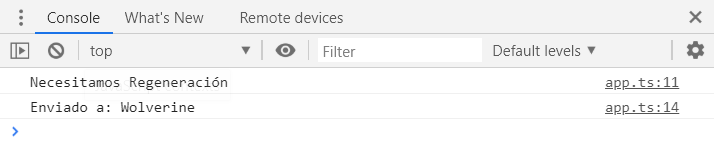 Console What's New Remote devices
top Filter Default levels
Necesitamos Regeneración app.ts:11
Enviado a: Wolverine app.ts:14